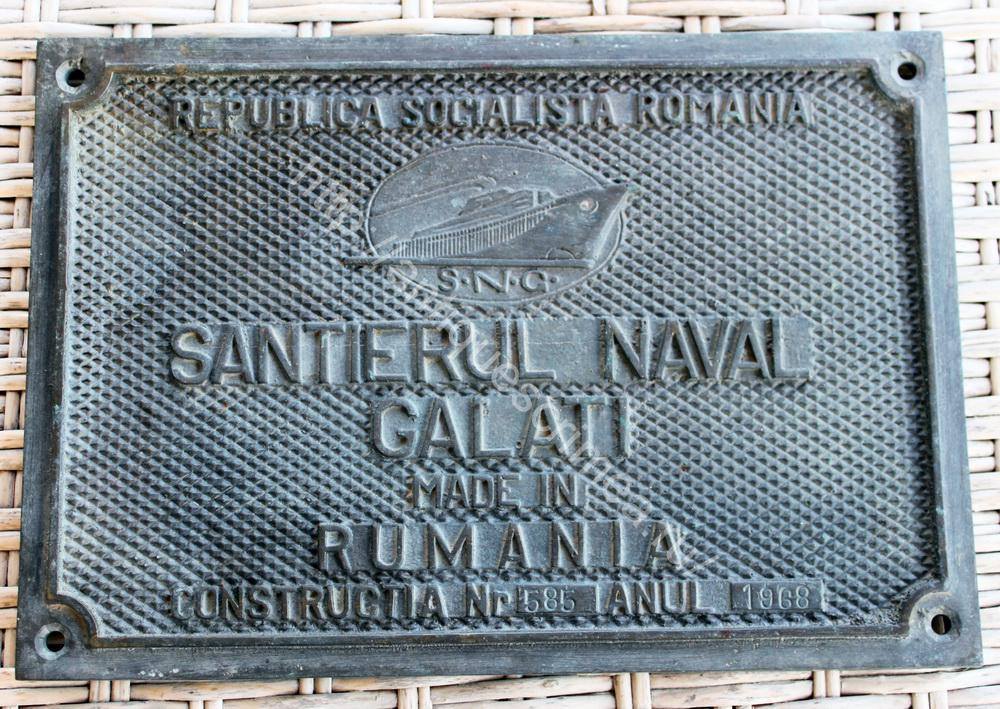 REPUBLICA SOCIALISTA ROMANIA
S·N·G·
SANTIERUL NAVAL
GALATI
MADE IN
RUMANIA
CONSTRUCTIA Nr 585 ANUL 1968